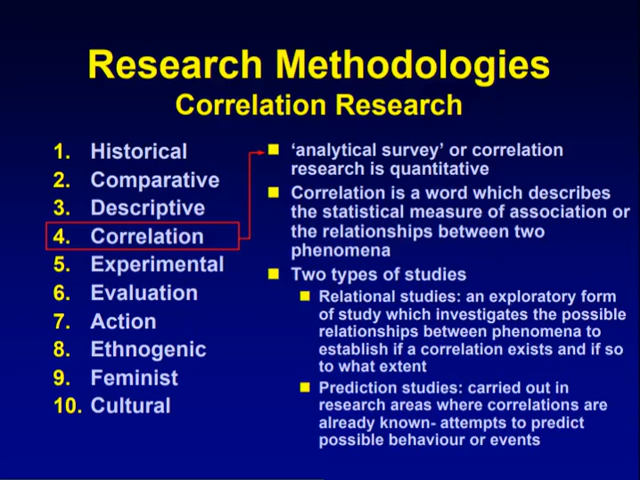 Research Methodologies
Correlation Research
1. Historical
2. Comparative
3. Descriptive
4. Correlation
5. Experimental
6. Evaluation
7. Action
8. Ethnogenic
9. Feminist
10. Cultural
‘analytical survey’ or correlation
research is quantitative
Correlation is a word which describes
the statistical measure of association or
the relationships between two
phenomena
Two types of studies
Relational studies: an exploratory form
of study which investigates the possible
relationships between phenomena to
establish if a correlation exists and if so
to what extent
Prediction studies: carried out in
research areas where correlations are
already known- attempts to predict
possible behaviour or events